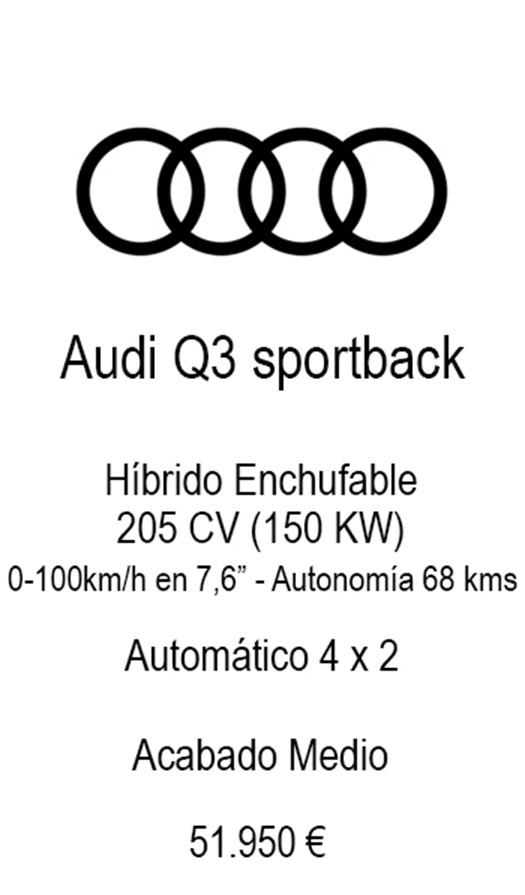 Audi Q3 sportback
Híbrido Enchufable
205 CV (150 KW)
0-100km/h en 7,6” - Autonomía 68 kms
Automático 4 x 2
Acabado Medio
51.950 €